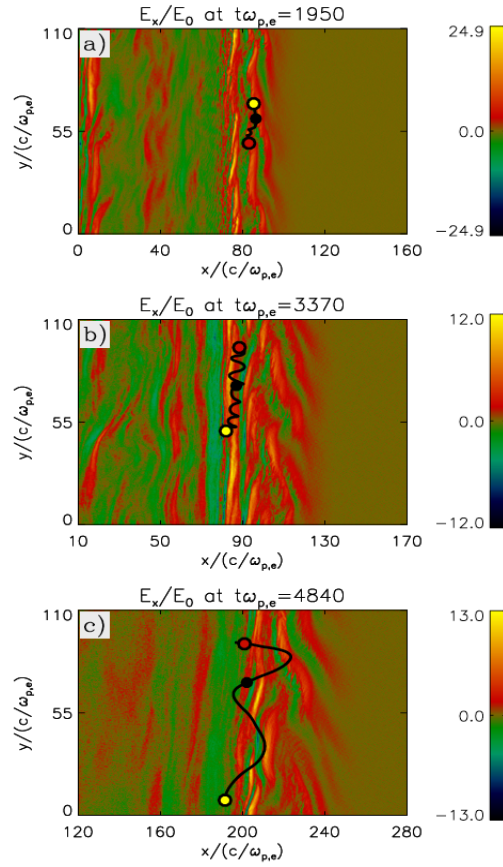 E_x/E_0 at tω_p,e=1950
a)
110
55
0
y/(c/ω_p,e)
0 40 80 120 160
x/(c/ω_p,e)
24.9
0.0
−24.9
E_x/E_0 at tω_p,e=3370
b)
110
55
0
y/(c/ω_p,e)
10 50 90 130 170
x/(c/ω_p,e)
12.0
0.0
−12.0
E_x/E_0 at tω_p,e=4840
c)
110
55
0
y/(c/ω_p,e)
120 160 200 240 280
x/(c/ω_p,e)
13.0
0.0
−13.0